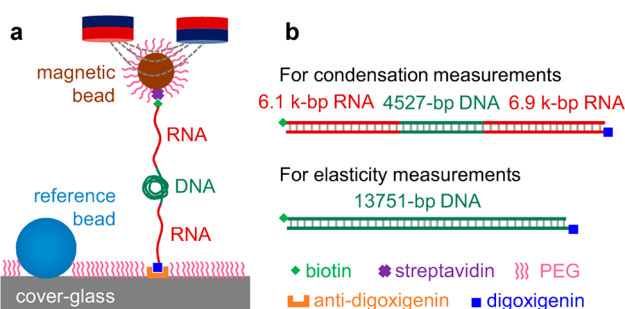 a
magnetic
bead
RNA
DNA
RNA
reference
bead
cover-glass
b
For condensation measurements
6.1 k-bp RNA 4527-bp DNA 6.9 k-bp RNA
For elasticity measurements
13751-bp DNA
biotin streptavidin PEG
anti-digoxigenin digoxigenin